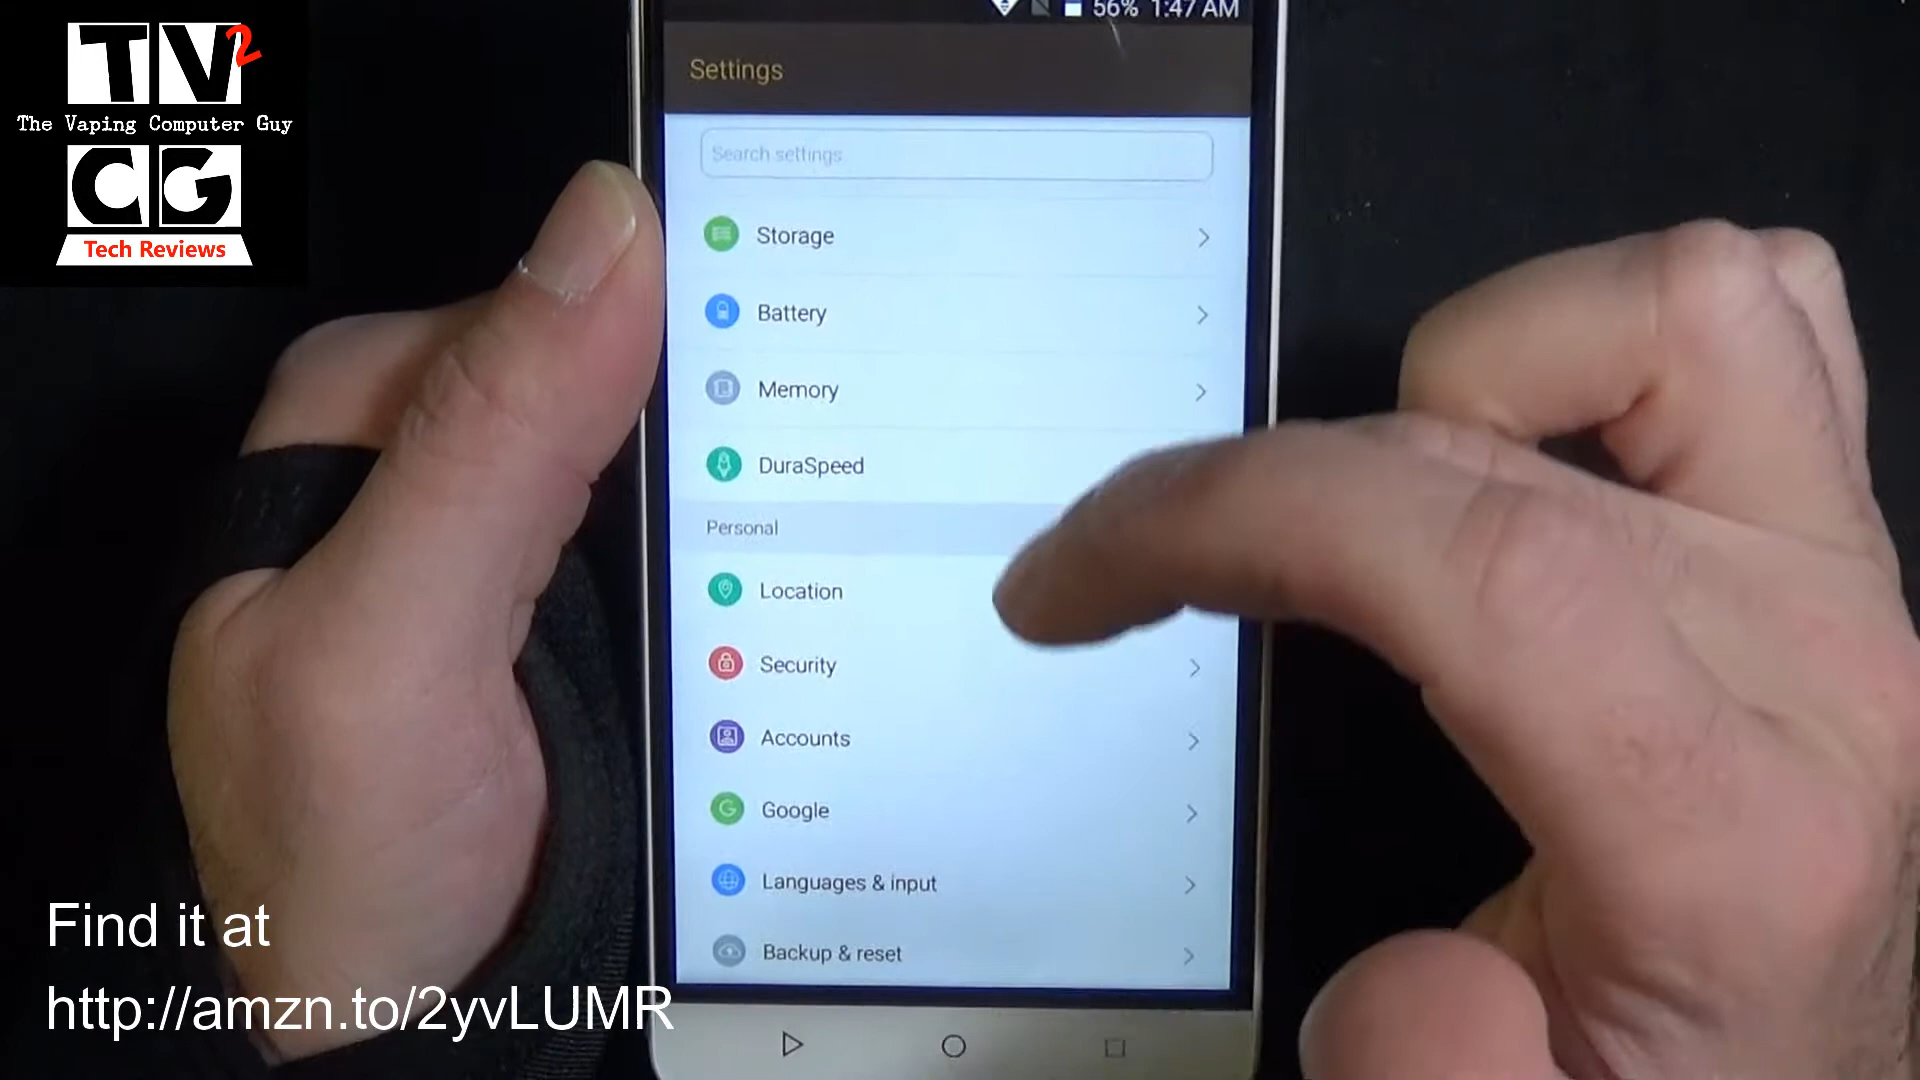 TV2
The Vaping Computer Guy
CG
Tech Reviews
56% 1:47 AM
Settings
Search settings
Storage
Battery
Memory
DuraSpeed
Personal
Location
Security
Accounts
Google
Languages & input
Backup & reset
Find it at
http://amzn.to/2yvLUMR